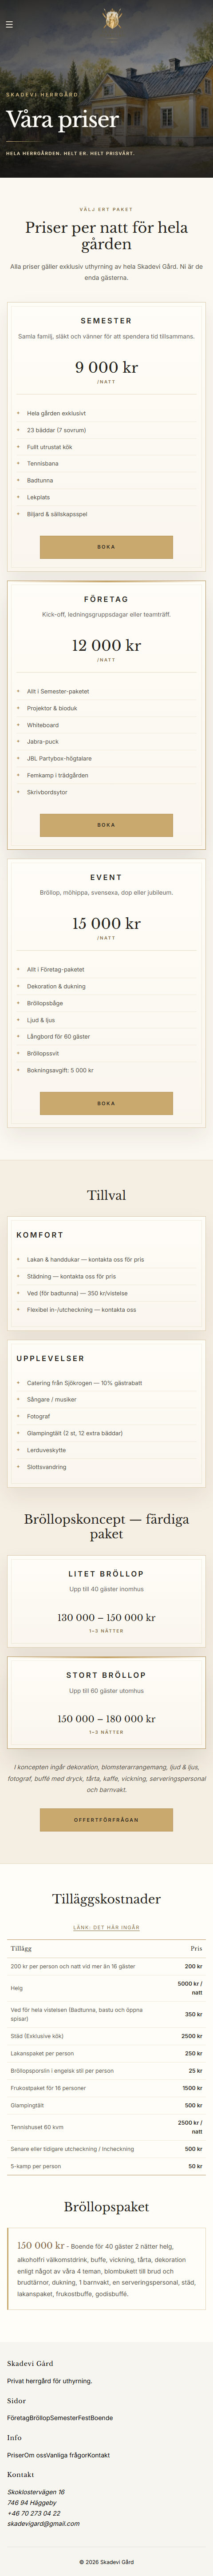 SKADEVI HERRGÅRD
Våra priser
HELA HERRGÅRDEN. HELT ER. HELT PRISVÄRT.
VÄLJ ERT PAKET
Priser per natt för hela
gården
Alla priser gäller exklusiv uthyrning av hela Skadevi Gård. Ni är de
enda gästerna.
SEMESTER
Samla familj, släkt och vänner för att spendera tid tillsammans.
9 000 kr
/NATT
Hela gården exklusivt
23 bäddar (7 sovrum)
Fullt utrustat kök
Tennisbana
Badtunna
Lekplats
Biljard & sällskapsspel
BOKA
FÖRETAG
Kick-off, ledningsgruppsdagar eller teamträff.
12 000 kr
/NATT
Allt i Semester-paketet
Projektor & bioduk
Whiteboard
Jabra-puck
JBL Partybox-högtalare
Femkamp i trädgården
Skrivbordsytor
BOKA
EVENT
Bröllop, möhippa, svensexa, dop eller jubileum.
15 000 kr
/NATT
Allt i Företag-paketet
Dekoration & dukning
Bröllopsbåge
Ljud & ljus
Långbord för 60 gäster
Bröllopssvit
Bokningsavgift: 5 000 kr
BOKA
Tillval
KOMFORT
Lakan & handdukar — kontakta oss för pris
Städning — kontakta oss för pris
Ved (för badtunna) — 350 kr/vistelse
Flexibel in-/utcheckning — kontakta oss
UPPLEVELSER
Catering från Sjökrogen — 10% gästrabatt
Sångare / musiker
Fotograf
Glampingtält (2 st, 12 extra bäddar)
Lerduveskytte
Slottsvandring
Bröllopskoncept — färdiga
paket
LITET BRÖLLOP
Upp till 40 gäster inomhus
130 000 – 150 000 kr
1–3 NÄTTER
STORT BRÖLLOP
Upp till 60 gäster utomhus
150 000 – 180 000 kr
1–3 NÄTTER
I koncepten ingår dekoration, blomsterarrangemang, ljud & ljus,
fotograf, buffé med dryck, tårta, kaffe, vickning, serveringspersonal
och barnvakt.
OFFERTFÖRFRÅGAN
Tilläggskostnader
LÄNK: DET HÄR INGÅR
Tillägg Pris
200 kr per person och natt vid mer än 16 gäster 200 kr
Helg 5000 kr /
natt
Ved för hela vistelsen (Badtunna, bastu och öppna
spisar) 350 kr
Städ (Exklusive kök) 2500 kr
Lakanspaket per person 250 kr
Bröllopsporslin i engelsk stil per person 25 kr
Frukostpaket för 16 personer 1500 kr
Glampingtält 500 kr
Tennishuset 60 kvm 2500 kr /
natt
Senare eller tidigare utcheckning / Incheckning 500 kr
5-kamp per person 50 kr
Bröllopspaket
150 000 kr - Boende för 40 gäster 2 nätter helg,
alkoholfri välkomstdrink, buffe, vickning, tårta, dekoration
enligt något av våra 4 teman, blombukett till brud och
brudtärnor, dukning, 1 barnvakt, en serveringspersonal, städ,
lakanspaket, frukostbuffe, godisbuffé.
Skadevi Gård
Privat herrgård för uthyrning.
Sidor
FöretagBröllopSemesterFestBoende
Info
PriserOm ossVanliga frågorKontakt
Kontakt
Skoklostervägen 16
746 94 Häggeby
+46 70 273 04 22
skadevigard@gmail.com
© 2026 Skadevi Gård